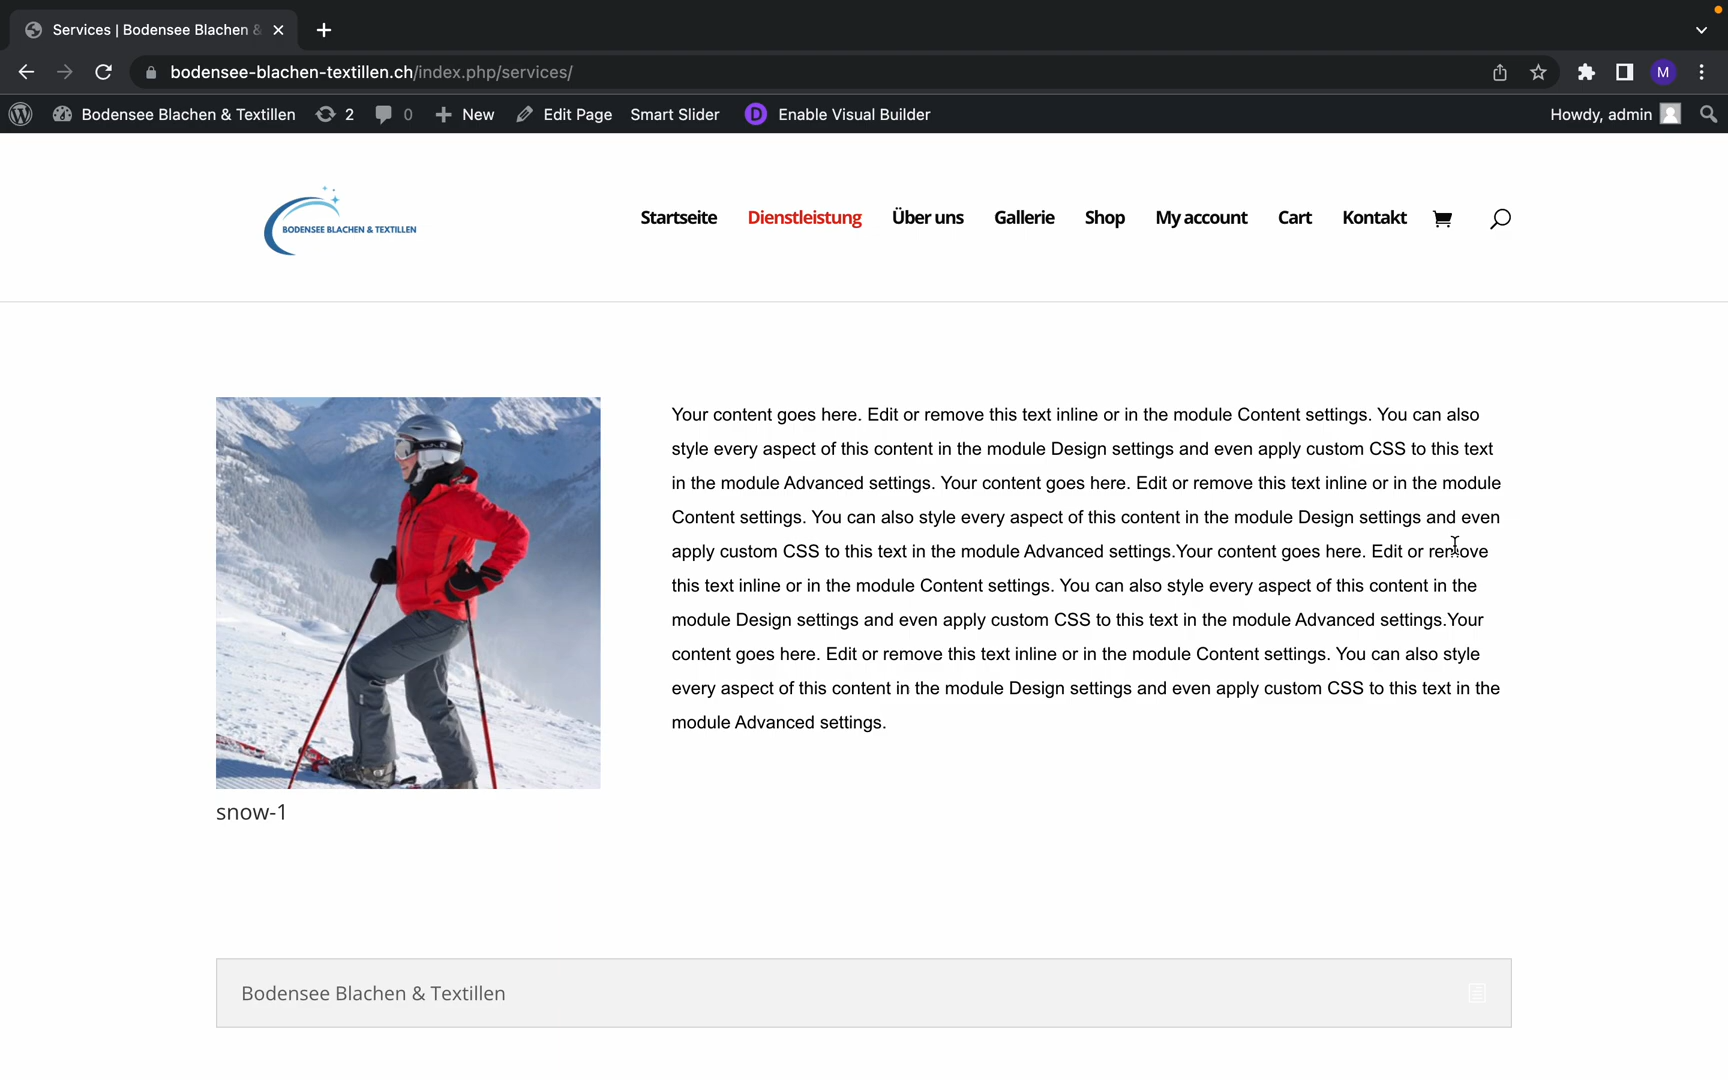 Services | Bodensee Blachen &
bodensee-blachen-textillen.ch/index.php/services/
M
Bodensee Blachen & Textillen 2 0 New Edit Page Smart Slider D Enable Visual Builder Howdy, admin
BODENSEE BLACHEN & TEXTILLEN
Startseite Dienstleistung Über uns Gallerie Shop My account Cart Kontakt
Your content goes here. Edit or remove this text inline or in the module Content settings. You can also
style every aspect of this content in the module Design settings and even apply custom CSS to this text
in the module Advanced settings. Your content goes here. Edit or remove this text inline or in the module
Content settings. You can also style every aspect of this content in the module Design settings and even
apply custom CSS to this text in the module Advanced settings.Your content goes here. Edit or remove
this text inline or in the module Content settings. You can also style every aspect of this content in the
module Design settings and even apply custom CSS to this text in the module Advanced settings.Your
content goes here. Edit or remove this text inline or in the module Content settings. You can also style
every aspect of this content in the module Design settings and even apply custom CSS to this text in the
module Advanced settings.
snow-1
Bodensee Blachen & Textillen